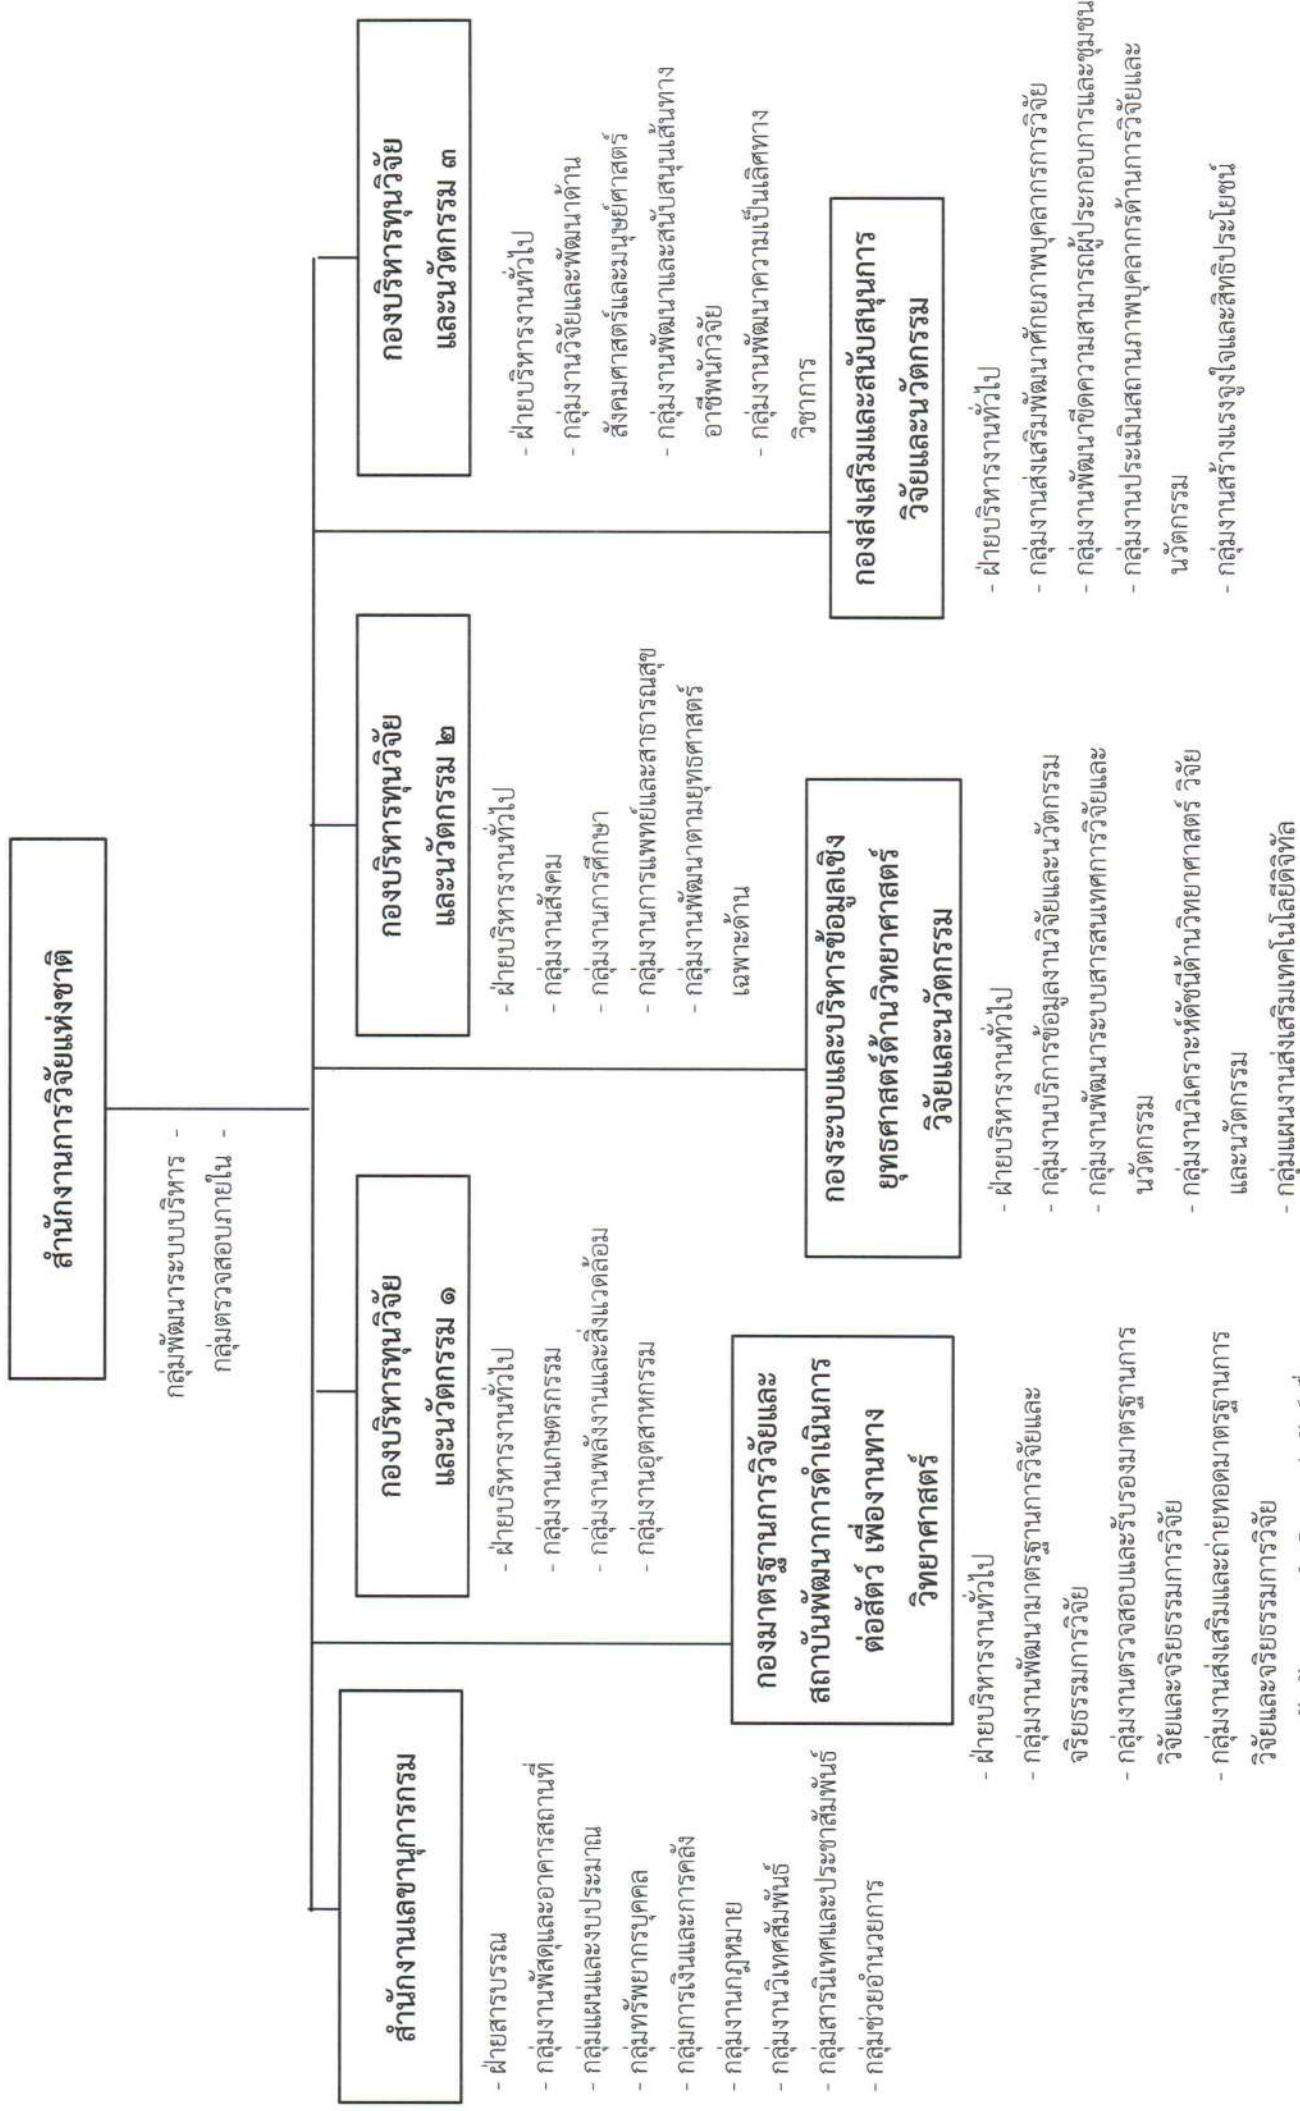 สำนักงานการวิจัยแห่งชาติ
กลุ่มพัฒนาระบบบริหาร -
กลุ่มตรวจสอบภายใน -
สำนักงานเลขานุการกรม
- ฝ่ายสารบรรณ
- กลุ่มงานพัสดุและอาคารสถานที่
- กลุ่มแผนและงบประมาณ
- กลุ่มทรัพยากรบุคคล
- กลุ่มการเงินและการคลัง
- กลุ่มงานกฎหมาย
- กลุ่มงานวิเทศสัมพันธ์
- กลุ่มสารนิเทศและประชาสัมพันธ์
- กลุ่มช่วยอำนวยการ
กองบริหารทุนวิจัย
และนวัตกรรม ๑
- ฝ่ายบริหารงานทั่วไป
- กลุ่มงานเกษตรกรรม
- กลุ่มงานพลังงานและสิ่งแวดล้อม
- กลุ่มงานอุตสาหกรรม
กองบริหารทุนวิจัย
และนวัตกรรม ๒
- ฝ่ายบริหารงานทั่วไป
- กลุ่มงานสังคม
- กลุ่มงานการศึกษา
- กลุ่มงานการแพทย์และสาธารณสุข
- กลุ่มงานพัฒนาตามยุทธศาสตร์
เฉพาะด้าน
กองบริหารทุนวิจัย
และนวัตกรรม ๓
- ฝ่ายบริหารงานทั่วไป
- กลุ่มงานวิจัยและพัฒนาด้าน
สังคมศาสตร์และมนุษย์ศาสตร์
- กลุ่มงานพัฒนาและสนับสนุนเส้นทาง
อาชีพนักวิจัย
- กลุ่มงานพัฒนาความเป็นเลิศทาง
วิชาการ
กองมาตรฐานการวิจัยและ
สถาบันพัฒนาการดำเนินการ
ต่อสัตว์ เพื่องานทาง
วิทยาศาสตร์
- ฝ่ายบริหารงานทั่วไป
- กลุ่มงานพัฒนามาตรฐานการวิจัยและ
จริยธรรมการวิจัย
- กลุ่มงานตรวจสอบและรับรองมาตรฐานการ
วิจัยและจริยธรรมการวิจัย
- กลุ่มงานส่งเสริมและถ่ายทอดมาตรฐานการ
วิจัยและจริยธรรมการวิจัย
กองระบบและบริหารข้อมูลเชิง
ยุทธศาสตร์ด้านวิทยาศาสตร์
วิจัยและนวัตกรรม
- ฝ่ายบริหารงานทั่วไป
- กลุ่มงานบริการข้อมูลงานวิจัยและนวัตกรรม
- กลุ่มงานพัฒนาระบบสารสนเทศการวิจัยและ
นวัตกรรม
- กลุ่มงานวิเคราะห์ดัชนีด้านวิทยาศาสตร์ วิจัย
และนวัตกรรม
- กลุ่มแผนงานส่งเสริมเทคโนโลยีดิจิทัล
กองส่งเสริมและสนับสนุนการ
วิจัยและนวัตกรรม
- ฝ่ายบริหารงานทั่วไป
- กลุ่มงานส่งเสริมพัฒนาศักยภาพบุคลากรการวิจัย
- กลุ่มงานพัฒนาขีดความสามารถผู้ประกอบการและชุมชน
- กลุ่มงานประเมินสถานภาพบุคลากรด้านการวิจัยและ
นวัตกรรม
- กลุ่มงานสร้างแรงจูงใจและสิทธิประโยชน์